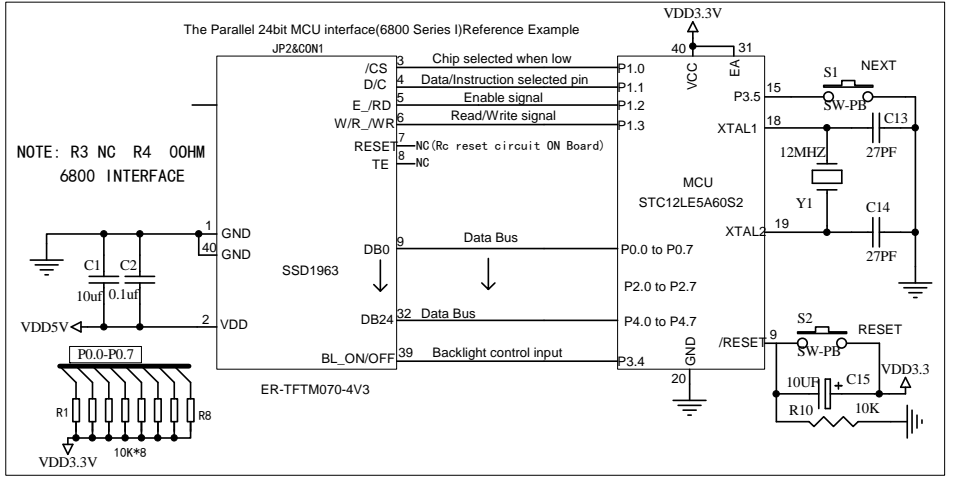 The Parallel 24bit MCU interface(6800 Series I)Reference Example
JP2&CON1
VDD3.3V
40
31
VCC
EA
/CS
3
Chip selected when low
P1.0
D/C
4
Data/Instruction selected pin
P1.1
E_/RD
5
Enable signal
P1.2
W/R_/WR
6
Read/Write signal
P1.3
RESET
7
NC(Rc reset circuit ON Board)
TE
8
NC
NOTE: R3 NC R4 0OHM
6800 INTERFACE
P3.5
15
S1
NEXT
SW-PB
XTAL1
18
C13
27PF
12MHZ
Y1
MCU
STC12LE5A60S2
XTAL2
19
C14
27PF
1
GND
40
GND
C1
C2
10uf
0.1uf
VDD5V
2
VDD
SSD1963
DB0
9
Data Bus
P0.0 to P0.7
P2.0 to P2.7
DB24
32
Data Bus
P4.0 to P4.7
BL_ON/OFF
39
Backlight control input
P3.4
GND
20
/RESET
9
S2
RESET
SW-PB
VDD3.3
10UF
+
C15
R10
10K
ER-TFTM070-4V3
P0.0-P0.7
R1
R8
10K*8
VDD3.3V